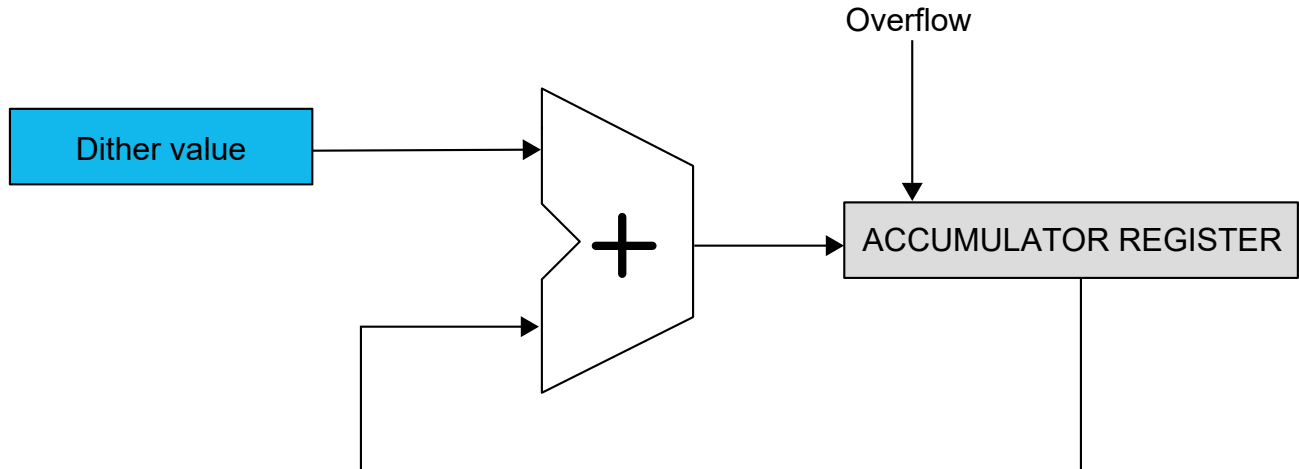 Overflow
Dither value
+
ACCUMULATOR REGISTER